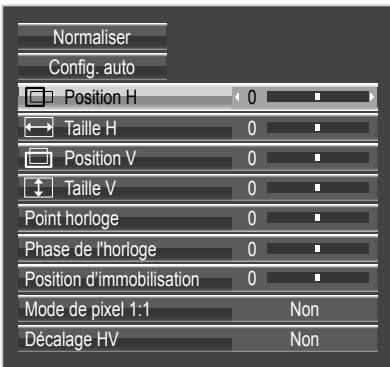 Normaliser
Config. auto
Position H 0
Taille H 0
Position V 0
Taille V 0
Point horloge 0
Phase de l'horloge 0
Position d’immobilisation 0
Mode de pixel 1:1 Non
Décalage HV Non